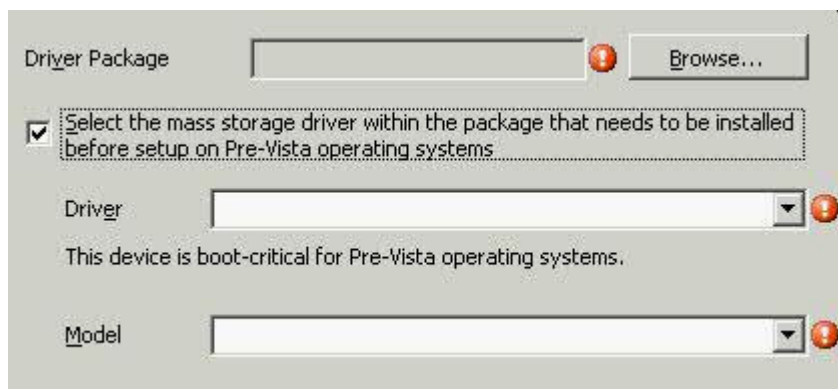 Driver Package
Browse...
Select the mass storage driver within the package that needs to be installed
before setup on Pre-Vista operating systems
Driver
This device is boot-critical for Pre-Vista operating systems.
Model